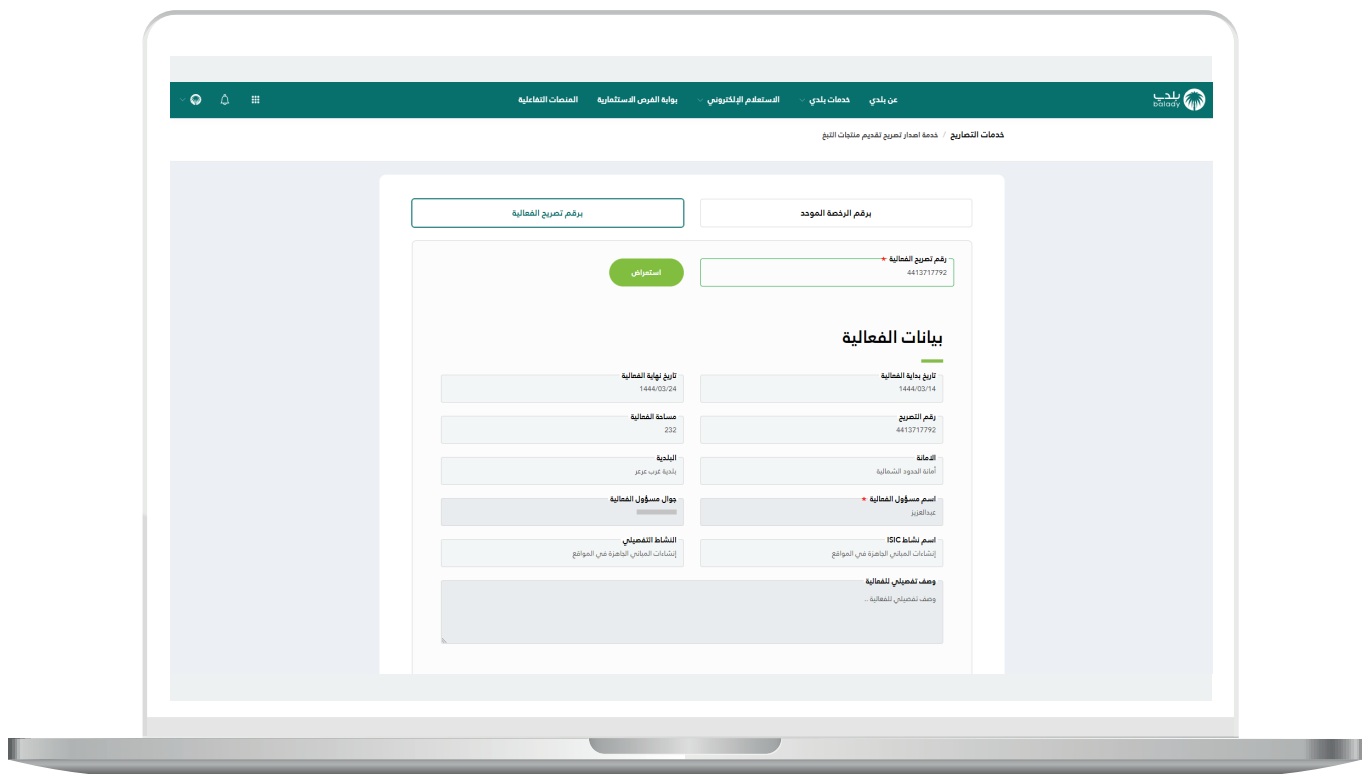 بلدي
balady
عن بلدي خدمات بلدي الاستعلام الإلكتروني بوابة الفرص الاستثمارية المنصات التفاعلية
خدمات التصاريح / خدمة اصدار تصريح تقديم منتجات التبغ
برقم الرخصة الموحد برقم تصريح الفعالية
رقم تصريح الفعالية *
4413717792 استعراض
بيانات الفعالية
تاريخ بداية الفعالية تاريخ نهاية الفعالية
1444/03/14 1444/03/24
رقم التصريح مساحة الفعالية
4413717792 232
الامانة البلدية
أمانة الحدود الشمالية بلدية غرب عرعر
اسم مسؤول الفعالية * جوال مسؤول الفعالية
عبدالعزيز
اسم نشاط ISIC النشاط التفصيلي
إنشاءات المباني الجاهزة في المواقع إنشاءات المباني الجاهزة في المواقع
وصف تفصيلي للفعالية
وصف تفصيلي للفعالية ..